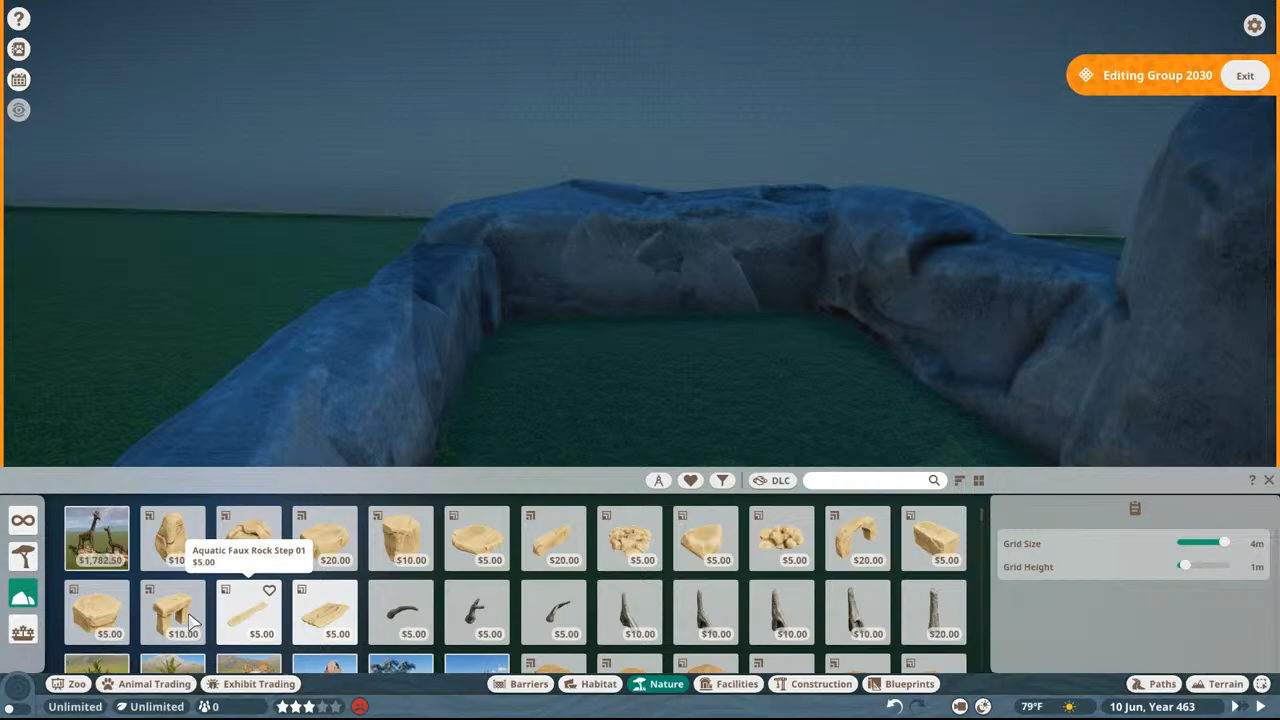 ?
Editing Group 2030
Exit
DLC
?
$1,782.50
$20.00
$10.00
$5.00
$20.00
$5.00
$5.00
$5.00
$20.00
$5.00
Aquatic Faux Rock Step 01
$5.00
$5.00
$10.00
$5.00
$5.00
$5.00
$5.00
$5.00
$10.00
$10.00
$10.00
$10.00
$20.00
Grid Size
4m
Grid Height
1m
Zoo
Animal Trading
Exhibit Trading
Barriers
Habitat
Nature
Facilities
Construction
Blueprints
Paths
Terrain
Unlimited
Unlimited
0
79°F
10 Jun, Year 463